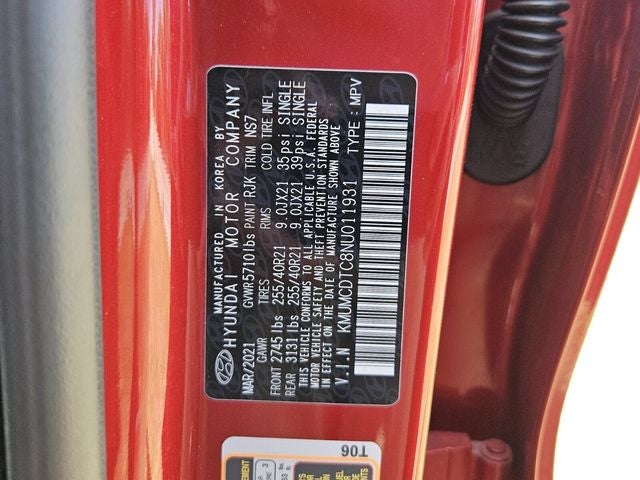 MANUFACTURED IN KOREA BY
HYUNDAI MOTOR COMPANY
MAR/2021 GVWR 5710lbs PAINT RJK TRIM NS7
GAWR TIRES RIMS COLD TIRE INFL
FRONT 2745 lbs 255/40R21 9.0JX21 35psi SINGLE
REAR 3131 lbs 255/40R21 9.0JX21 39psi SINGLE
THIS VEHICLE CONFORMS TO ALL APPLICABLE U.S.A. FEDERAL
MOTOR VEHICLE SAFETY AND THEFT PREVENTION STANDARDS
IN EFFECT ON THE DATE OF MANUFACTURE SHOWN ABOVE
V.I.N KMUMCDTC8NU011931 TYPE : MPV
T06